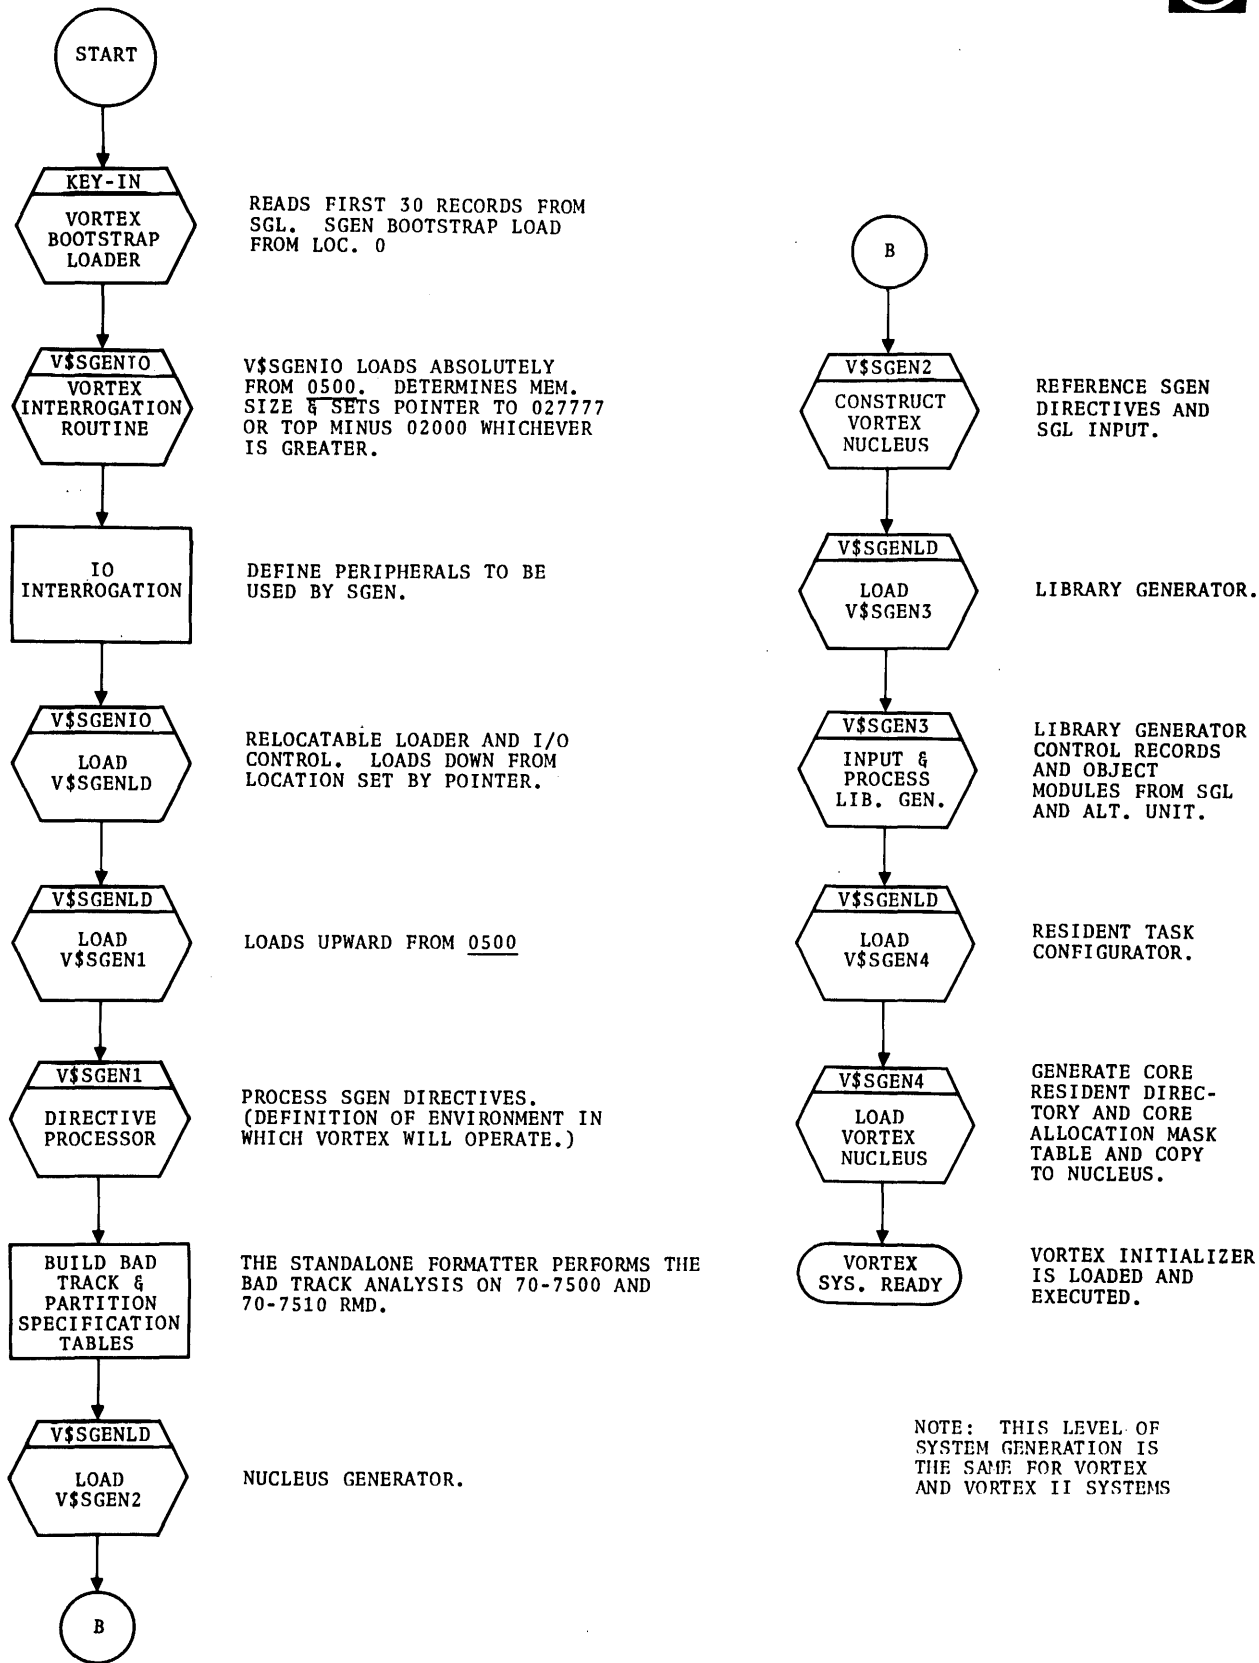 START
KEY-IN
VORTEX
BOOTSTRAP
LOADER
READS FIRST 30 RECORDS FROM
SGL. SGEN BOOTSTRAP LOAD
FROM LOC. 0
V$SGENIO
VORTEX
INTERROGATION
ROUTINE
V$SGENIO LOADS ABSOLUTELY
FROM 0500. DETERMINES MEM.
SIZE & SETS POINTER TO 027777
OR TOP MINUS 02000 WHICHEVER
IS GREATER.
IO
INTERROGATION
DEFINE PERIPHERALS TO BE
USED BY SGEN.
V$SGENIO
LOAD
V$SGENLD
RELOCATABLE LOADER AND I/O
CONTROL. LOADS DOWN FROM
LOCATION SET BY POINTER.
V$SGENLD
LOAD
V$SGEN1
LOADS UPWARD FROM 0500
V$SGEN1
DIRECTIVE
PROCESSOR
PROCESS SGEN DIRECTIVES.
(DEFINITION OF ENVIRONMENT IN
WHICH VORTEX WILL OPERATE.)
BUILD BAD
TRACK &
PARTITION
SPECIFICATION
TABLES
THE STANDALONE FORMATTER PERFORMS THE
BAD TRACK ANALYSIS ON 70-7500 AND
70-7510 RMD.
V$SGENLD
LOAD
V$SGEN2
NUCLEUS GENERATOR.
B
B
V$SGEN2
CONSTRUCT
VORTEX
NUCLEUS
REFERENCE SGEN
DIRECTIVES AND
SGL INPUT.
V$SGENLD
LOAD
V$SGEN3
LIBRARY GENERATOR.
V$SGEN3
INPUT &
PROCESS
LIB. GEN.
LIBRARY GENERATOR
CONTROL RECORDS
AND OBJECT
MODULES FROM SGL
AND ALT. UNIT.
V$SGENLD
LOAD
V$SGEN4
RESIDENT TASK
CONFIGURATOR.
V$SGEN4
LOAD
VORTEX
NUCLEUS
GENERATE CORE
RESIDENT DIREC-
TORY AND CORE
ALLOCATION MASK
TABLE AND COPY
TO NUCLEUS.
VORTEX
SYS. READY
VORTEX INITIALIZER
IS LOADED AND
EXECUTED.
NOTE: THIS LEVEL OF
SYSTEM GENERATION IS
THE SAME FOR VORTEX
AND VORTEX II SYSTEMS